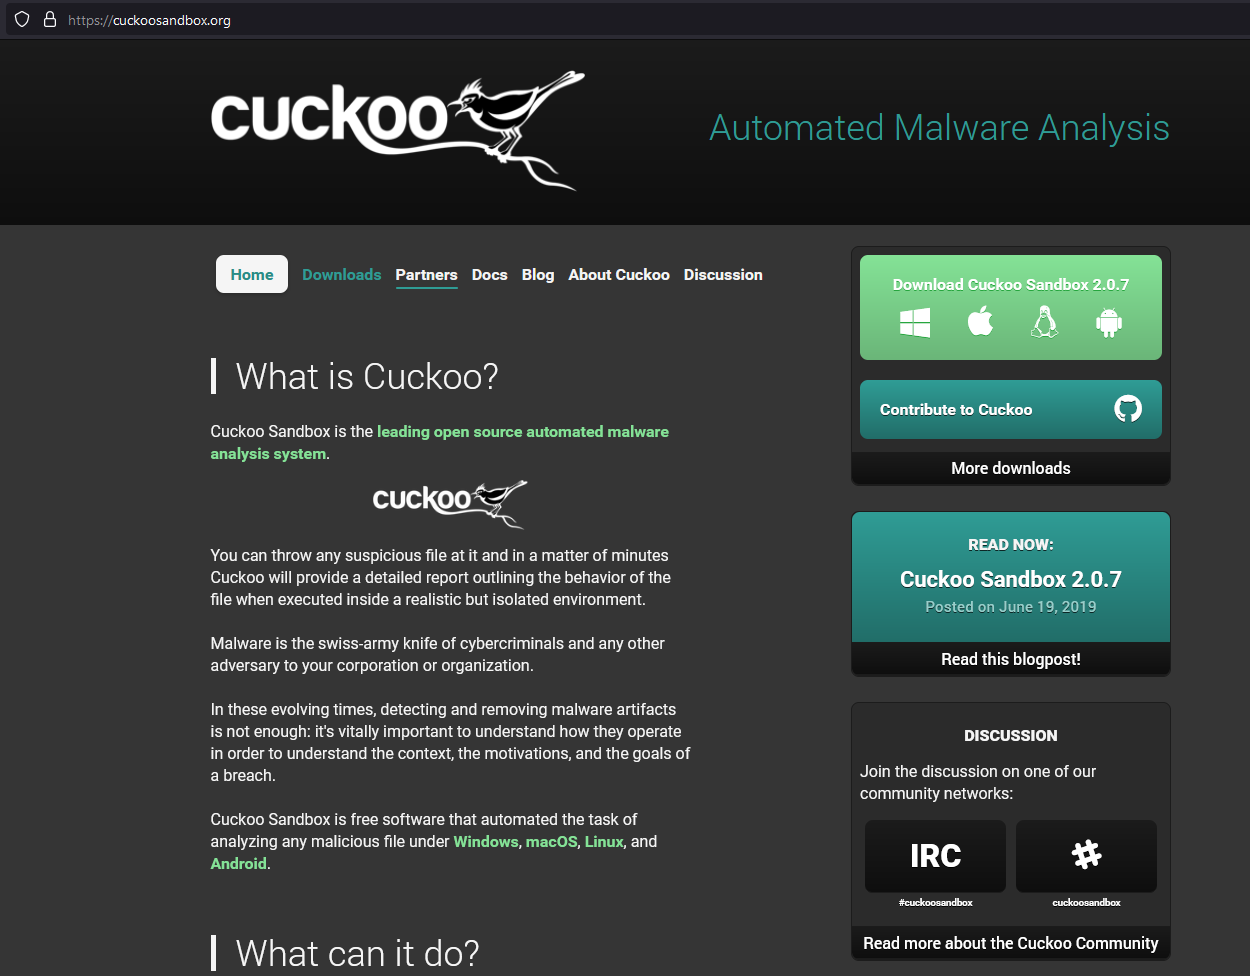 https://cuckoosandbox.org
cuckoo
Automated Malware Analysis
Home Downloads Partners Docs Blog About Cuckoo Discussion
What is Cuckoo?
Cuckoo Sandbox is the leading open source automated malware
analysis system.
cuckoo
You can throw any suspicious file at it and in a matter of minutes
Cuckoo will provide a detailed report outlining the behavior of the
file when executed inside a realistic but isolated environment.
Malware is the swiss-army knife of cybercriminals and any other
adversary to your corporation or organization.
In these evolving times, detecting and removing malware artifacts
is not enough: it's vitally important to understand how they operate
in order to understand the context, the motivations, and the goals of
a breach.
Cuckoo Sandbox is free software that automated the task of
analyzing any malicious file under Windows, macOS, Linux, and
Android.
What can it do?
Download Cuckoo Sandbox 2.0.7
Contribute to Cuckoo
More downloads
READ NOW:
Cuckoo Sandbox 2.0.7
Posted on June 19, 2019
Read this blogpost!
DISCUSSION
Join the discussion on one of our
community networks:
IRC
#cuckoosandbox
cuckoosandbox
Read more about the Cuckoo Community